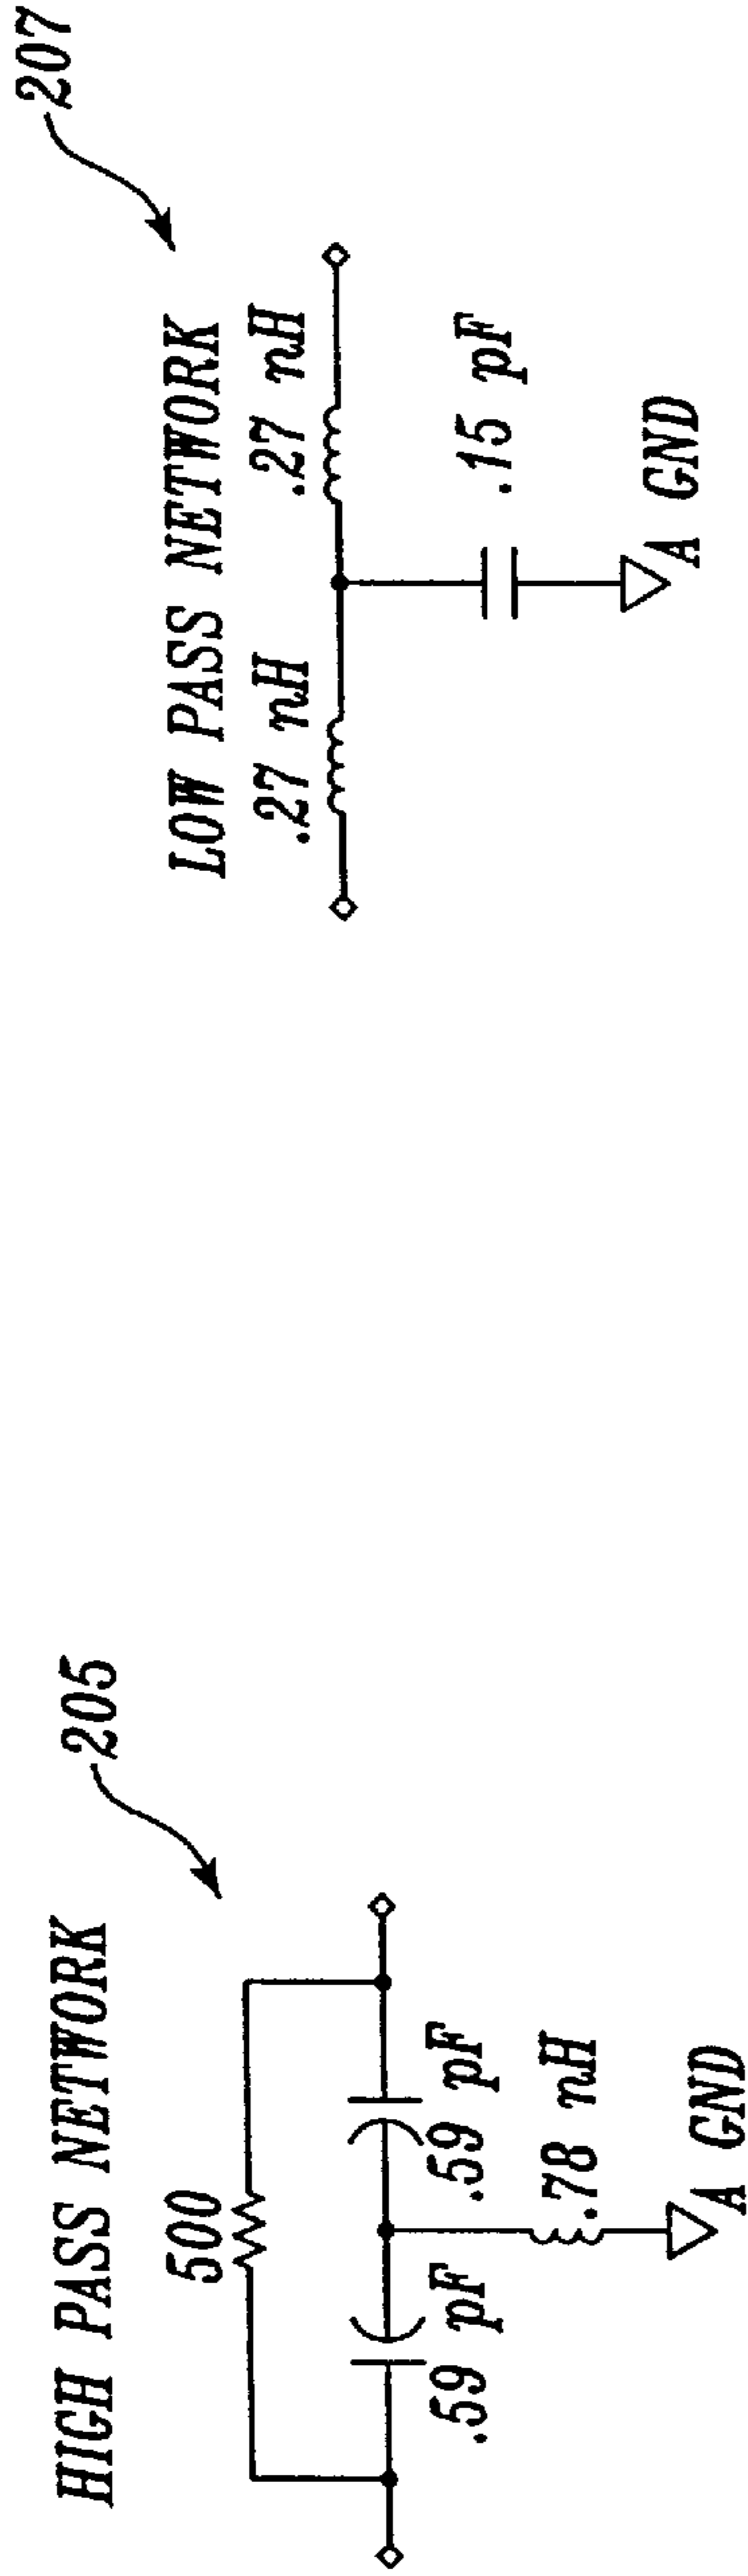 HIGH PASS NETWORK
205
500
.59 pF
.59 pF
.78 nH
A GND
207
LOW PASS NETWORK
.27 nH
.27 nH
.15 pF
A GND